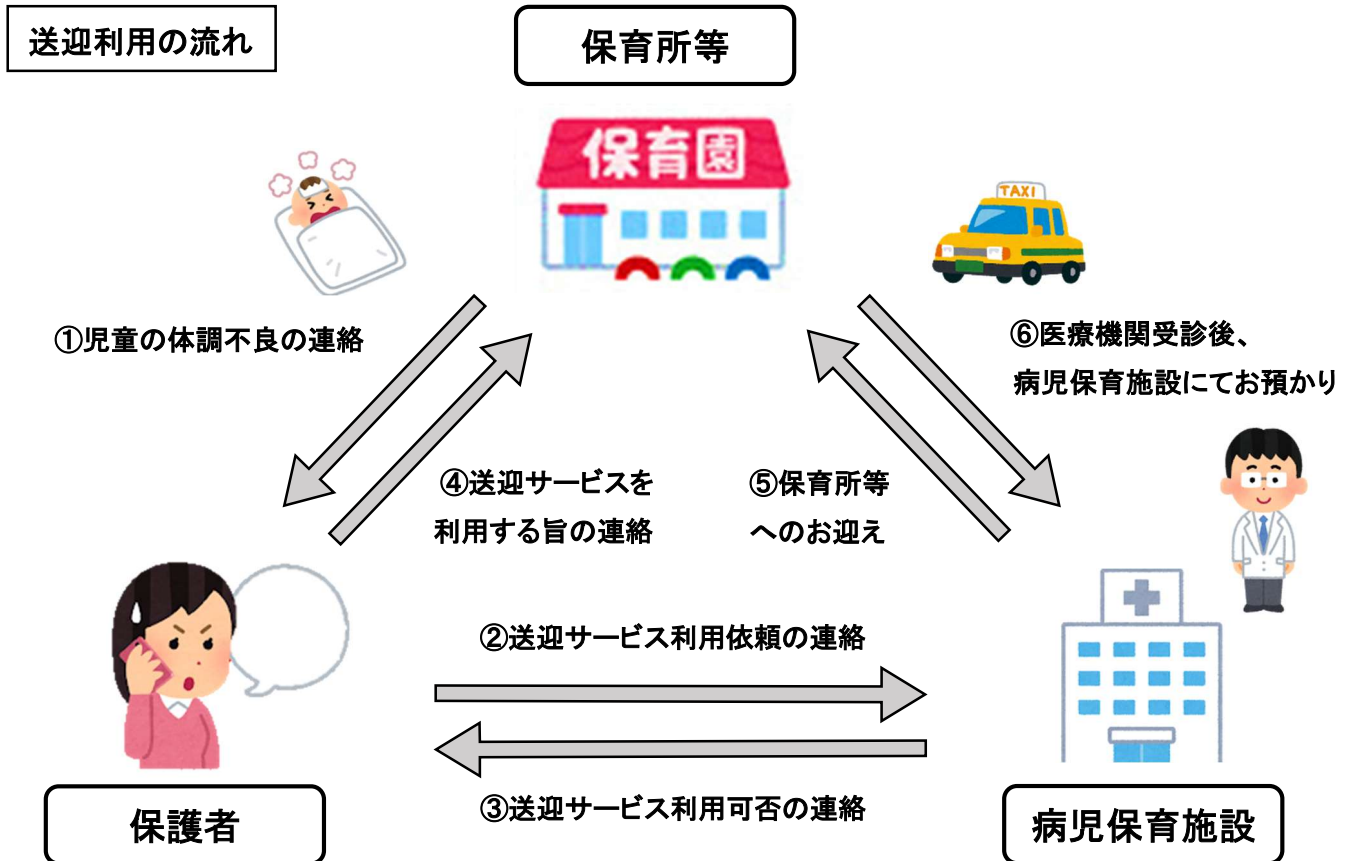 送迎利用の流れ
保育所等
保育園
TAXI
①児童の体調不良の連絡
⑥医療機関受診後、
病児保育施設にてお預かり
④送迎サービスを
利用する旨の連絡
⑤保育所等
へのお迎え
②送迎サービス利用依頼の連絡
③送迎サービス利用可否の連絡
保護者
病児保育施設